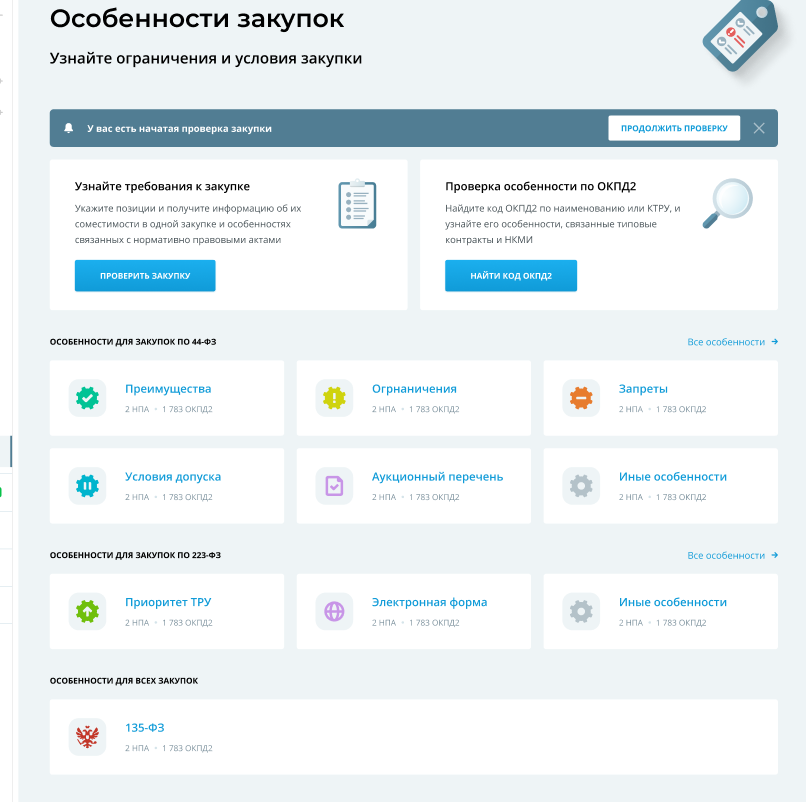 Особенности закупок
Узнайте ограничения и условия закупки
У вас есть начатая проверка закупки
ПРОДОЛЖИТЬ ПРОВЕРКУ
Узнайте требования к закупке
Укажите позиции и получите информацию об их
соместимости в одной закупке и особенностях
связанных с нормативно правовыми актами
ПРОВЕРИТЬ ЗАКУПКУ
Проверка особенности по ОКПД2
Найдите код ОКПД2 по наименованию или КТРУ, и
узнайте его особенности, связанные типовые
контракты и НКМИ
НАЙТИ КОД ОКПД2
ОСОБЕННОСТИ ДЛЯ ЗАКУПОК ПО 44-ФЗ
Все особенности →
Преимущества
2 НПА • 1 783 ОКПД2
Огрнаничения
2 НПА • 1 783 ОКПД2
Запреты
2 НПА • 1 783 ОКПД2
Условия допуска
2 НПА • 1 783 ОКПД2
Аукционный перечень
2 НПА • 1 783 ОКПД2
Иные особенности
2 НПА • 1 783 ОКПД2
ОСОБЕННОСТИ ДЛЯ ЗАКУПОК ПО 223-ФЗ
Все особенности →
Приоритет ТРУ
2 НПА • 1 783 ОКПД2
Электронная форма
2 НПА • 1 783 ОКПД2
Иные особенности
2 НПА • 1 783 ОКПД2
ОСОБЕННОСТИ ДЛЯ ВСЕХ ЗАКУПОК
135-ФЗ
2 НПА • 1 783 ОКПД2